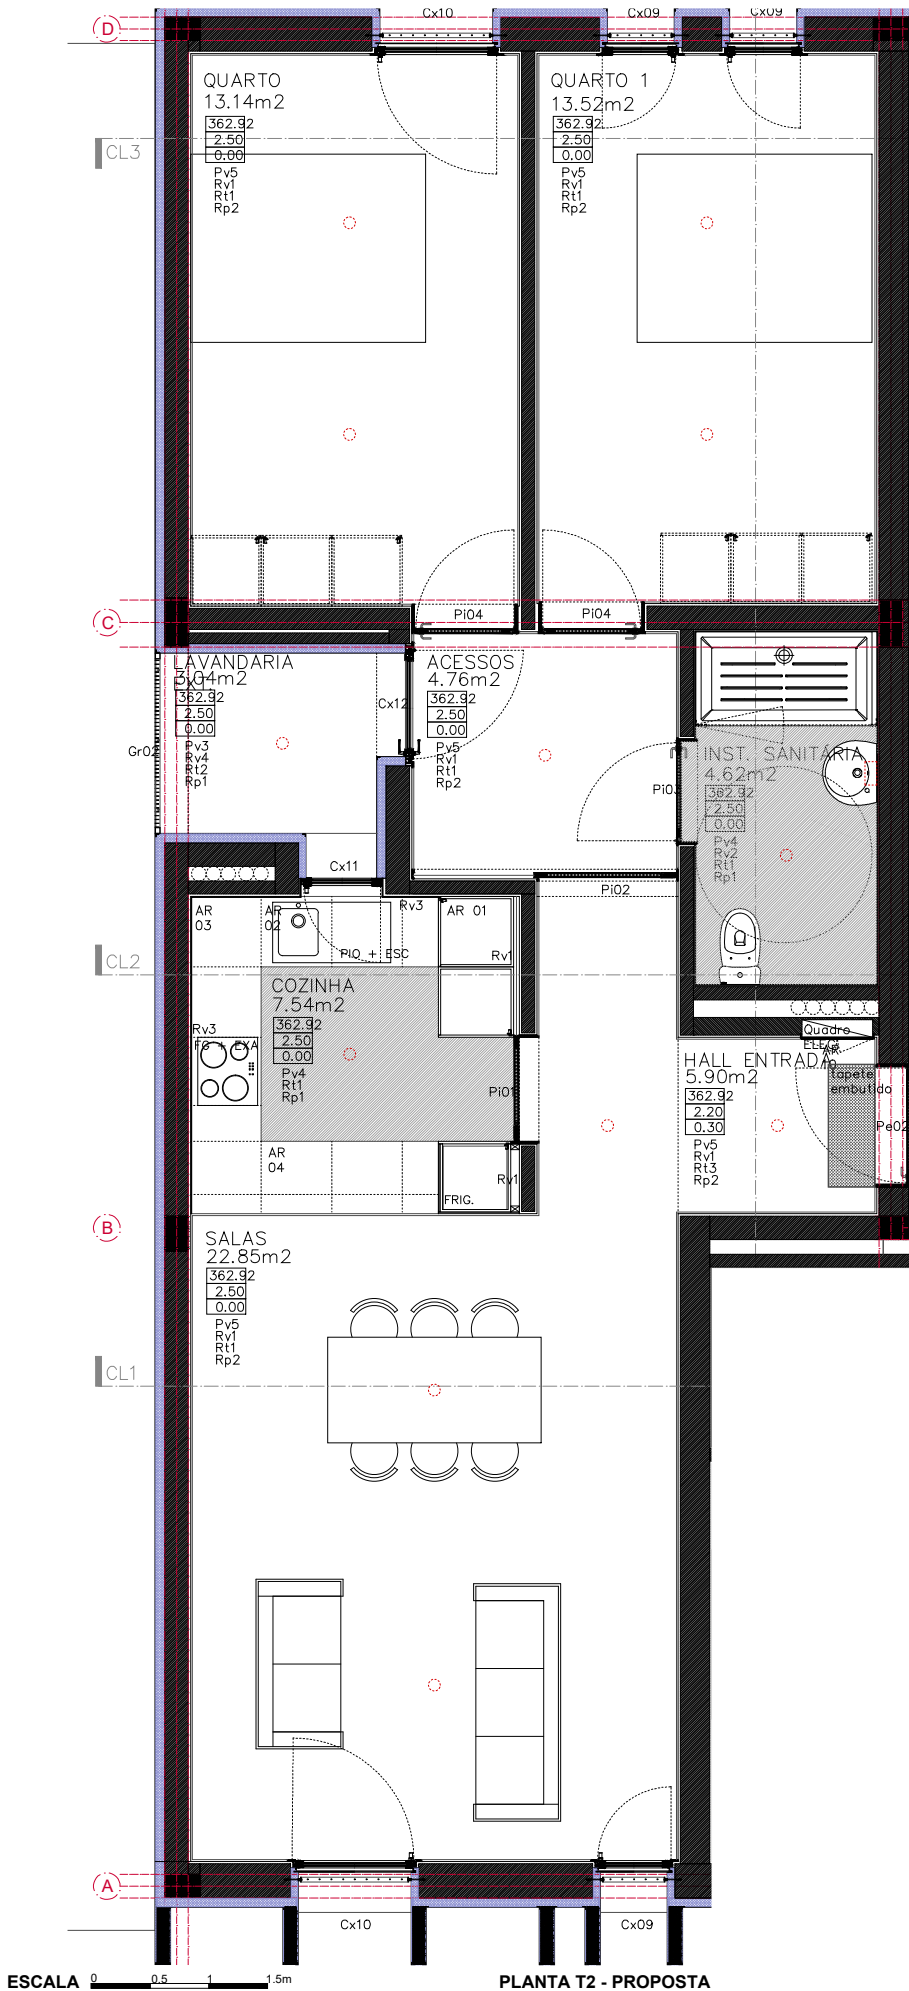 Cx10
Cx09
Cx09
D
QUARTO
13.14m2
362.92
2.50
0.00
Pv5
Rv1
Rt1
Rp2
QUARTO 1
13.52m2
362.92
2.50
0.00
Pv5
Rv1
Rt1
Rp2
CL3
Pi04
Pi04
C
LAVANDARIA
3.04m2
362.92
2.50
0.00
Pv3
Rv4
Rt2
Rp1
Gr02
Cx12
ACESSOS
4.76m2
362.92
2.50
0.00
Pv5
Rv1
Rt1
Rp2
Pi03
INST. SANITÁRIA
4.62m2
362.92
2.50
0.00
Pv4
Rv2
Rt1
Rp1
Cx11
Pi02
AR
03
AR
02
Rv3
AR 01
PIO + ESC
Rv1
CL2
COZINHA
7.54m2
362.92
2.50
0.00
Pv4
Rt1
Rp1
Rv3
FG + EXA
Pi01
Quadro
ELEC.
HALL ENTRADA
5.90m2
362.92
2.20
0.30
Pv5
Rv1
Rt3
Rp2
tapete
embutido
Pe02
AR
04
Rv1
FRIG.
B
SALAS
22.85m2
362.92
2.50
0.00
Pv5
Rv1
Rt1
Rp2
CL1
A
Cx10
Cx09
ESCALA
0 0.5 1 1.5m
PLANTA T2 - PROPOSTA